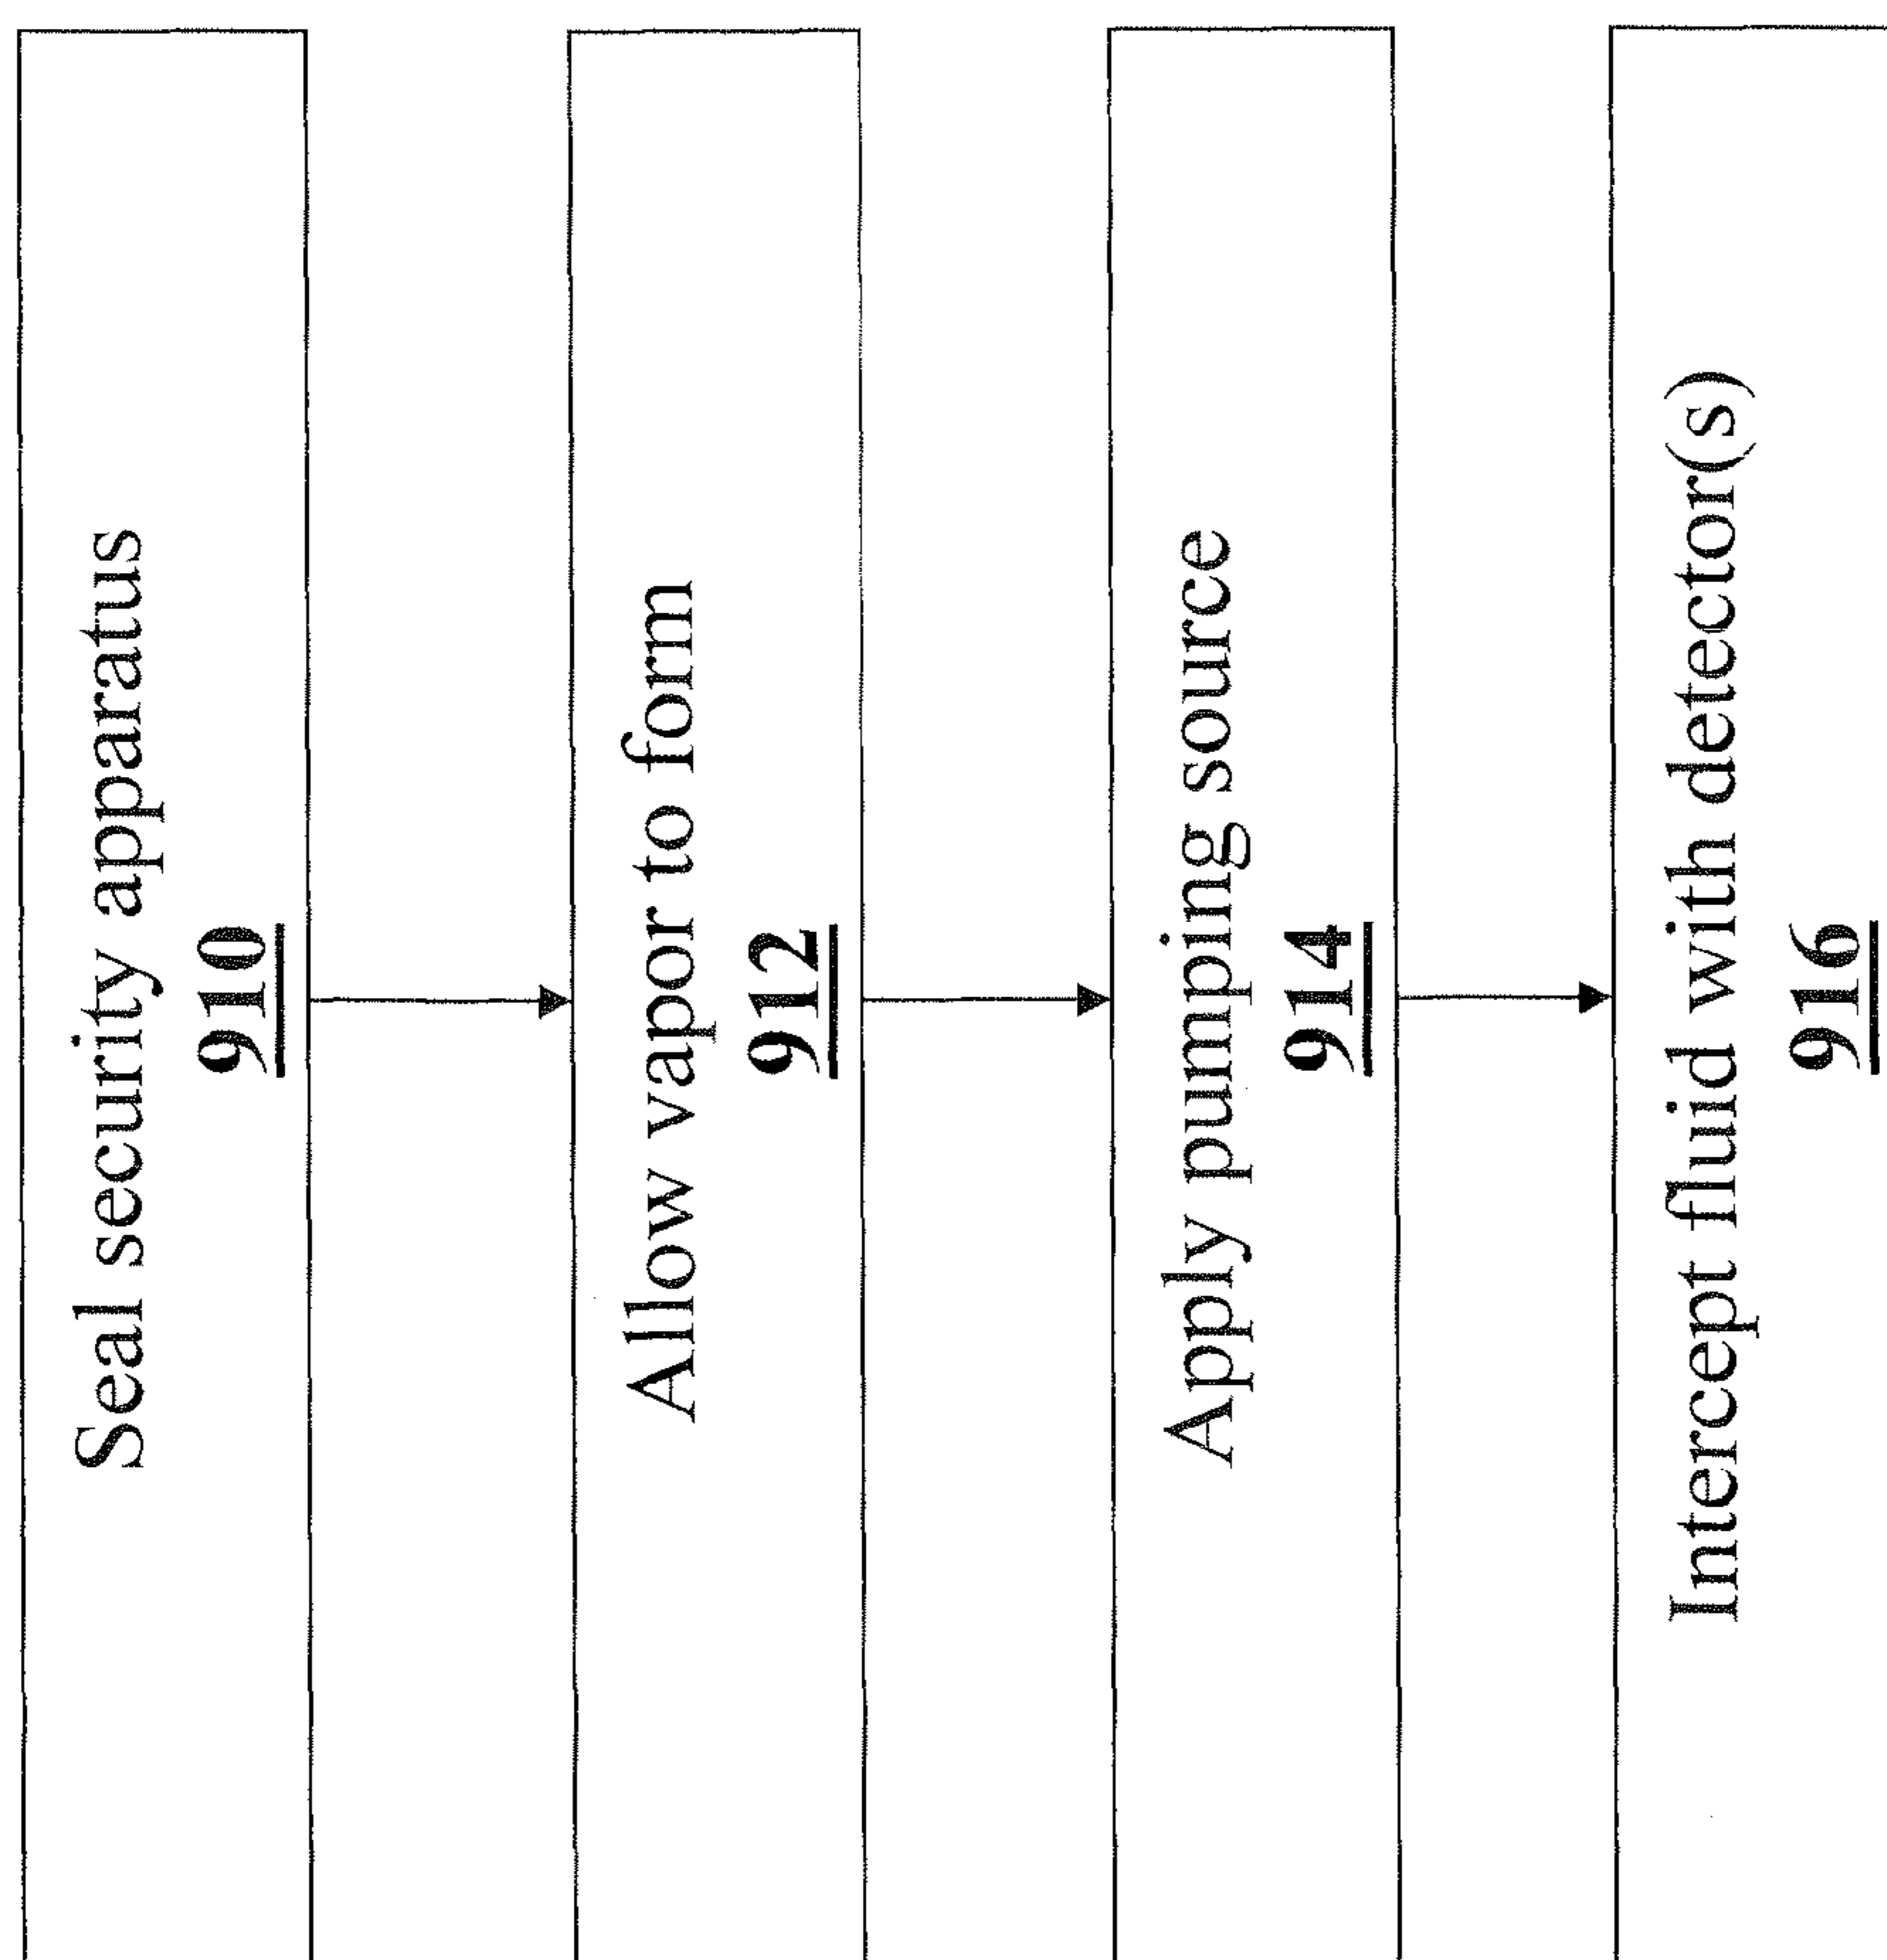 Seal security apparatus
910
Allow vapor to form
912
Apply pumping source
914
Intercept fluid with detector(s)
916